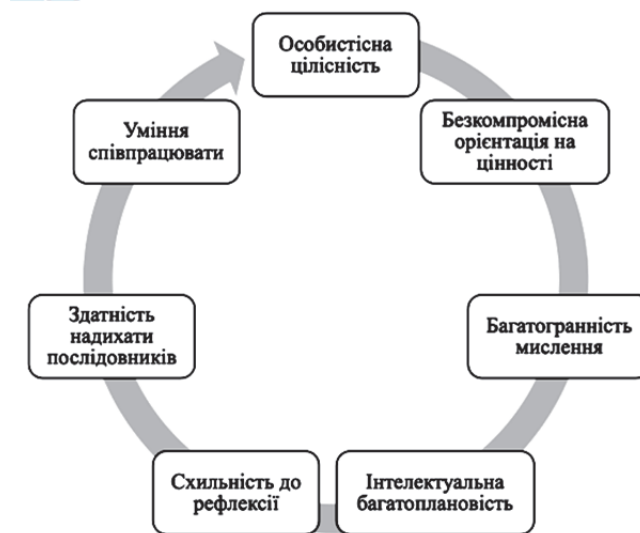 Особистісна
цілісність
Безкомпромісна
орієнтація на
цінності
Багатогранність
мислення
Інтелектуальна
багатоплановість
Схильність до
рефлексії
Здатність
надихати
послідовників
Уміння
співпрацювати